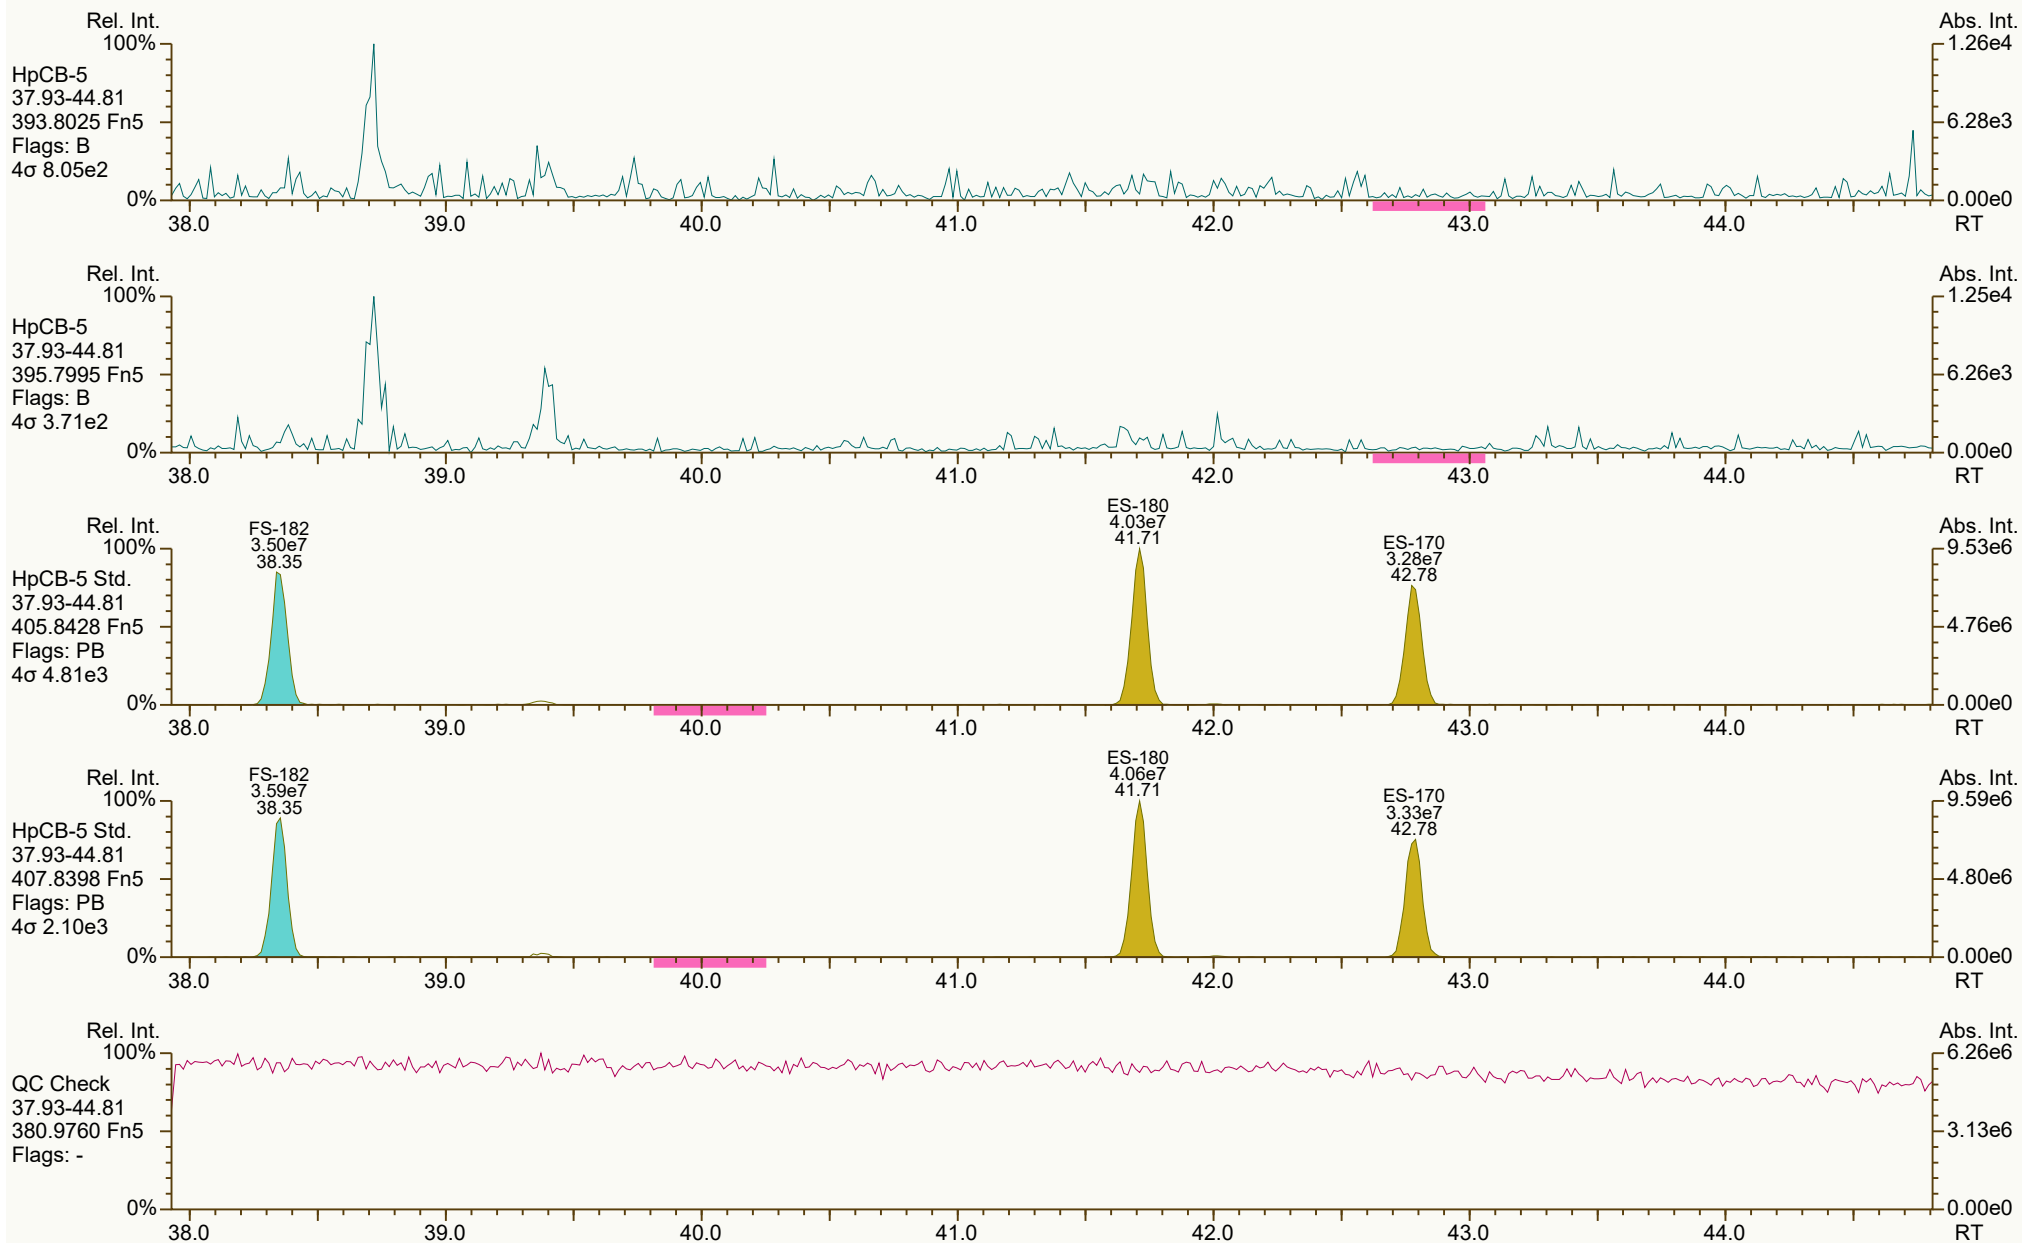 Rel. Int.
Abs. Int.
100%
1.26e4
HpCB-5
37.93-44.81
393.8025 Fn5
6.28e3
Flags: B
4σ 8.05e2
0%
0.00e0
38.0 39.0 40.0 41.0 42.0 43.0 44.0 RT
Rel. Int.
Abs. Int.
100%
1.25e4
HpCB-5
37.93-44.81
395.7995 Fn5
6.26e3
Flags: B
4σ 3.71e2
0%
0.00e0
38.0 39.0 40.0 41.0 42.0 43.0 44.0 RT
Rel. Int.
Abs. Int.
100%
9.53e6
FS-182
3.50e7
38.35
ES-180
4.03e7
41.71
ES-170
3.28e7
42.78
HpCB-5 Std.
37.93-44.81
405.8428 Fn5
4.76e6
Flags: PB
4σ 4.81e3
0%
0.00e0
38.0 39.0 40.0 41.0 42.0 43.0 44.0 RT
Rel. Int.
Abs. Int.
100%
9.59e6
FS-182
3.59e7
38.35
ES-180
4.06e7
41.71
ES-170
3.33e7
42.78
HpCB-5 Std.
37.93-44.81
407.8398 Fn5
4.80e6
Flags: PB
4σ 2.10e3
0%
0.00e0
38.0 39.0 40.0 41.0 42.0 43.0 44.0 RT
Rel. Int.
Abs. Int.
100%
6.26e6
QC Check
37.93-44.81
380.9760 Fn5
3.13e6
Flags: -
0%
0.00e0
38.0 39.0 40.0 41.0 42.0 43.0 44.0 RT